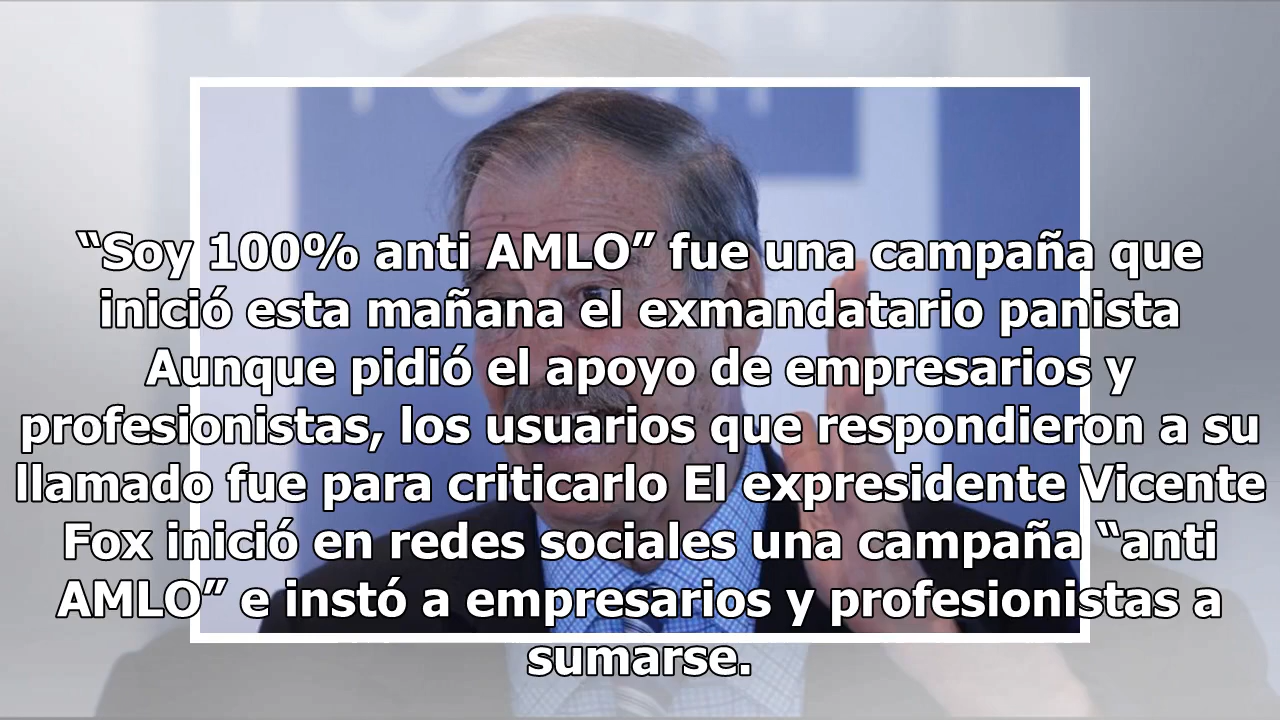 “Soy 100% anti AMLO” fue una campaña que
inició esta mañana el exmandatario panista
Aunque pidió el apoyo de empresarios y
profesionistas, los usuarios que respondieron a su
llamado fue para criticarlo El expresidente Vicente
Fox inició en redes sociales una campaña “anti
AMLO” e instó a empresarios y profesionistas a
sumarse.